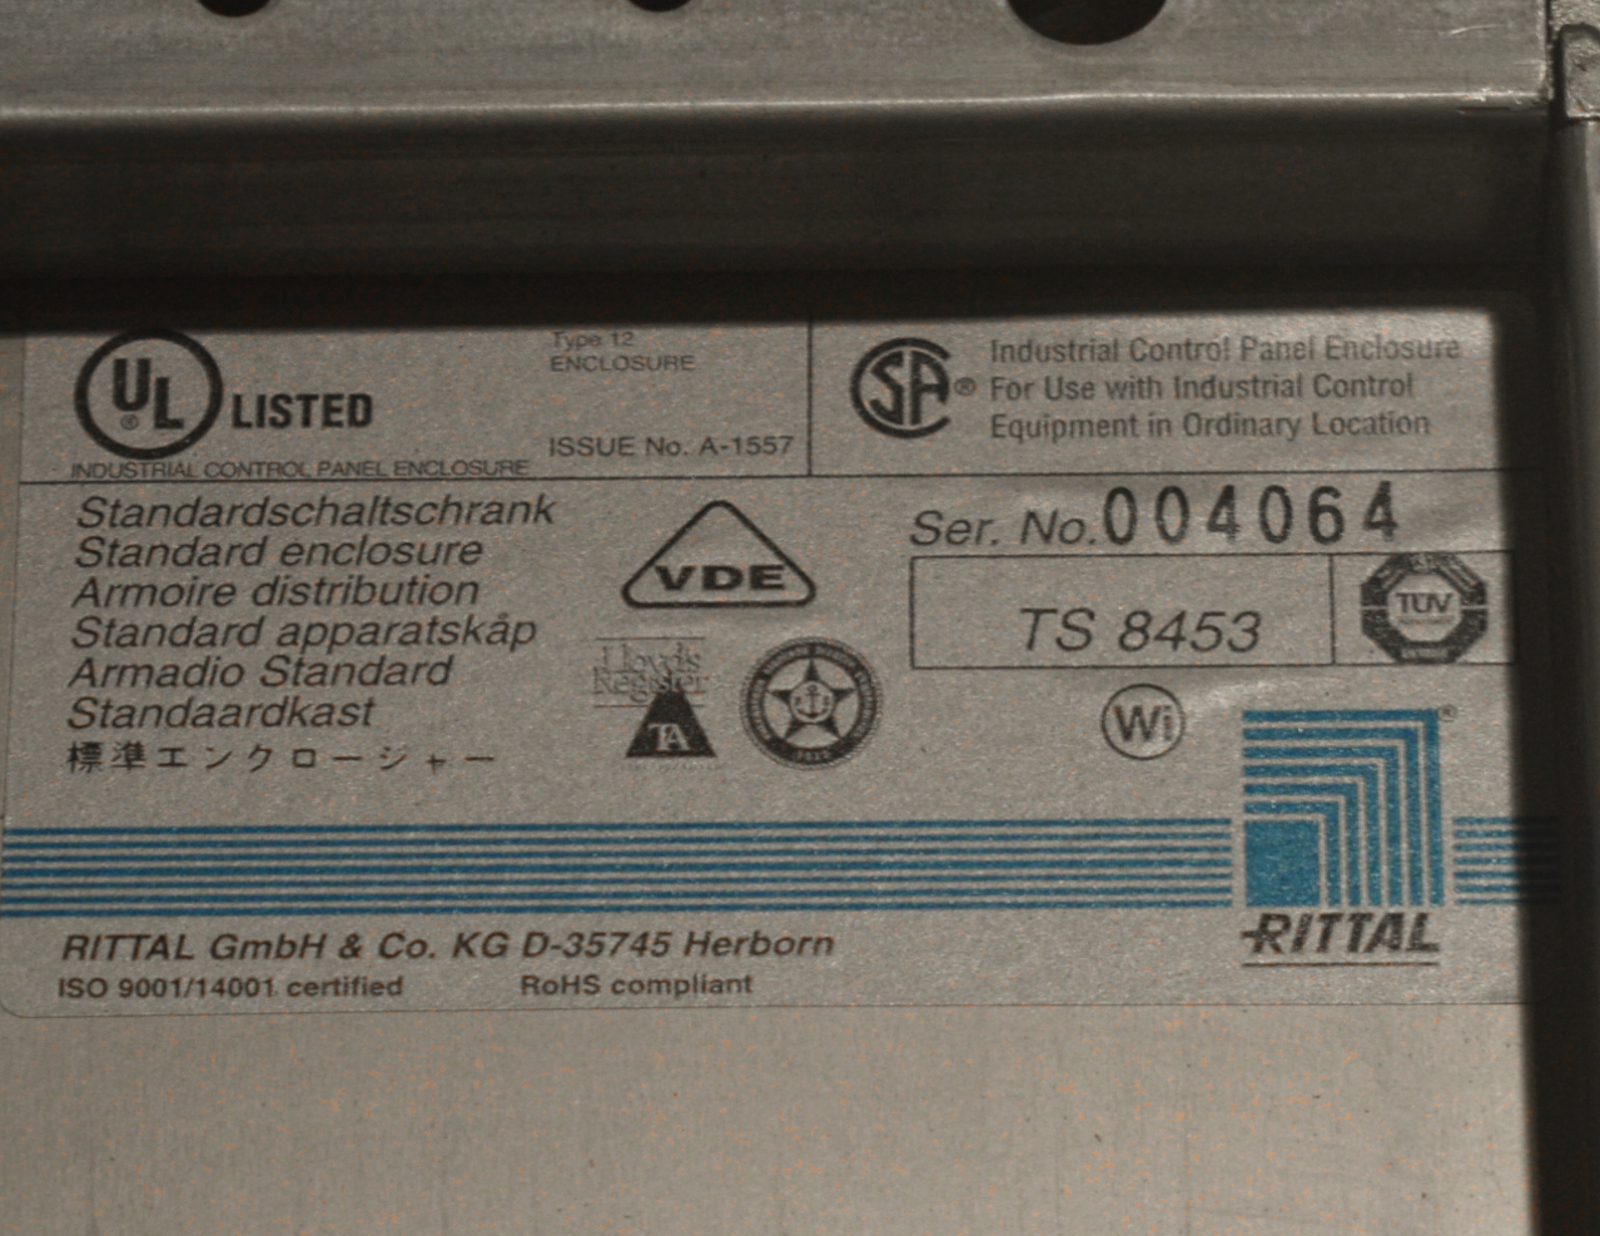 UL® LISTED
INDUSTRIAL CONTROL PANEL ENCLOSURE
Type 12
ENCLOSURE
ISSUE No. A-1557
SA®
Industrial Control Panel Enclosure
For Use with Industrial Control
Equipment in Ordinary Location
Standardschaltschrank
Standard enclosure
Armoire distribution
Standard apparatskåp
Armadio Standard
Standaardkast
標準エンクロージャー
VDE
Lloyd's
Register
TA
Ser. No. 004064
TS 8453
TÜV
Wi
®
RITTAL
RITTAL GmbH & Co. KG D-35745 Herborn
ISO 9001/14001 certified RoHS compliant